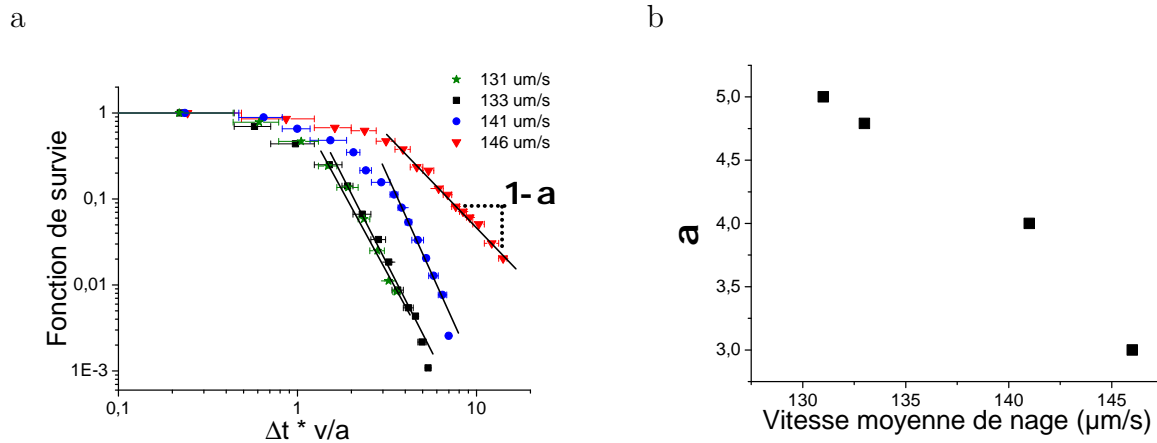 a
Fonction de survie
1
0,1
0,01
1E-3
131 um/s
133 um/s
141 um/s
146 um/s
1-a
0,1
1
10
Δt * v/a
b
a
5,0
4,5
4,0
3,5
3,0
130
135
140
145
Vitesse moyenne de nage (µm/s)